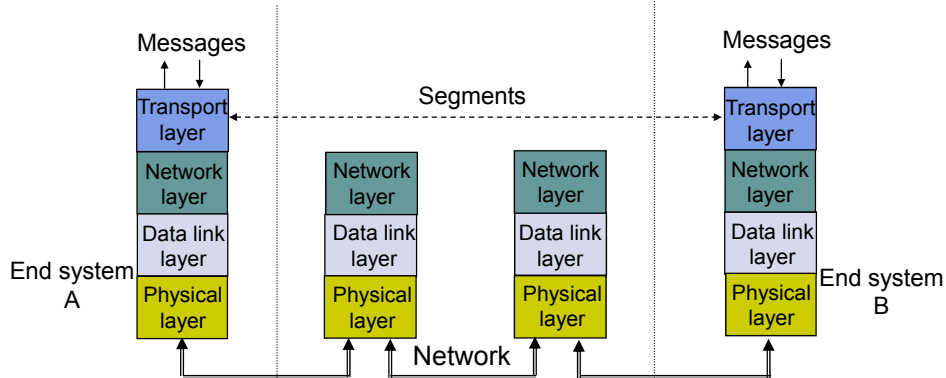 Messages
Messages
Segments
Transport
layer
Transport
layer
Network
layer
Network
layer
Network
layer
Network
layer
Data link
layer
Data link
layer
Data link
layer
Data link
layer
End system
A
End system
B
Physical
layer
Physical
layer
Physical
layer
Physical
layer
Network